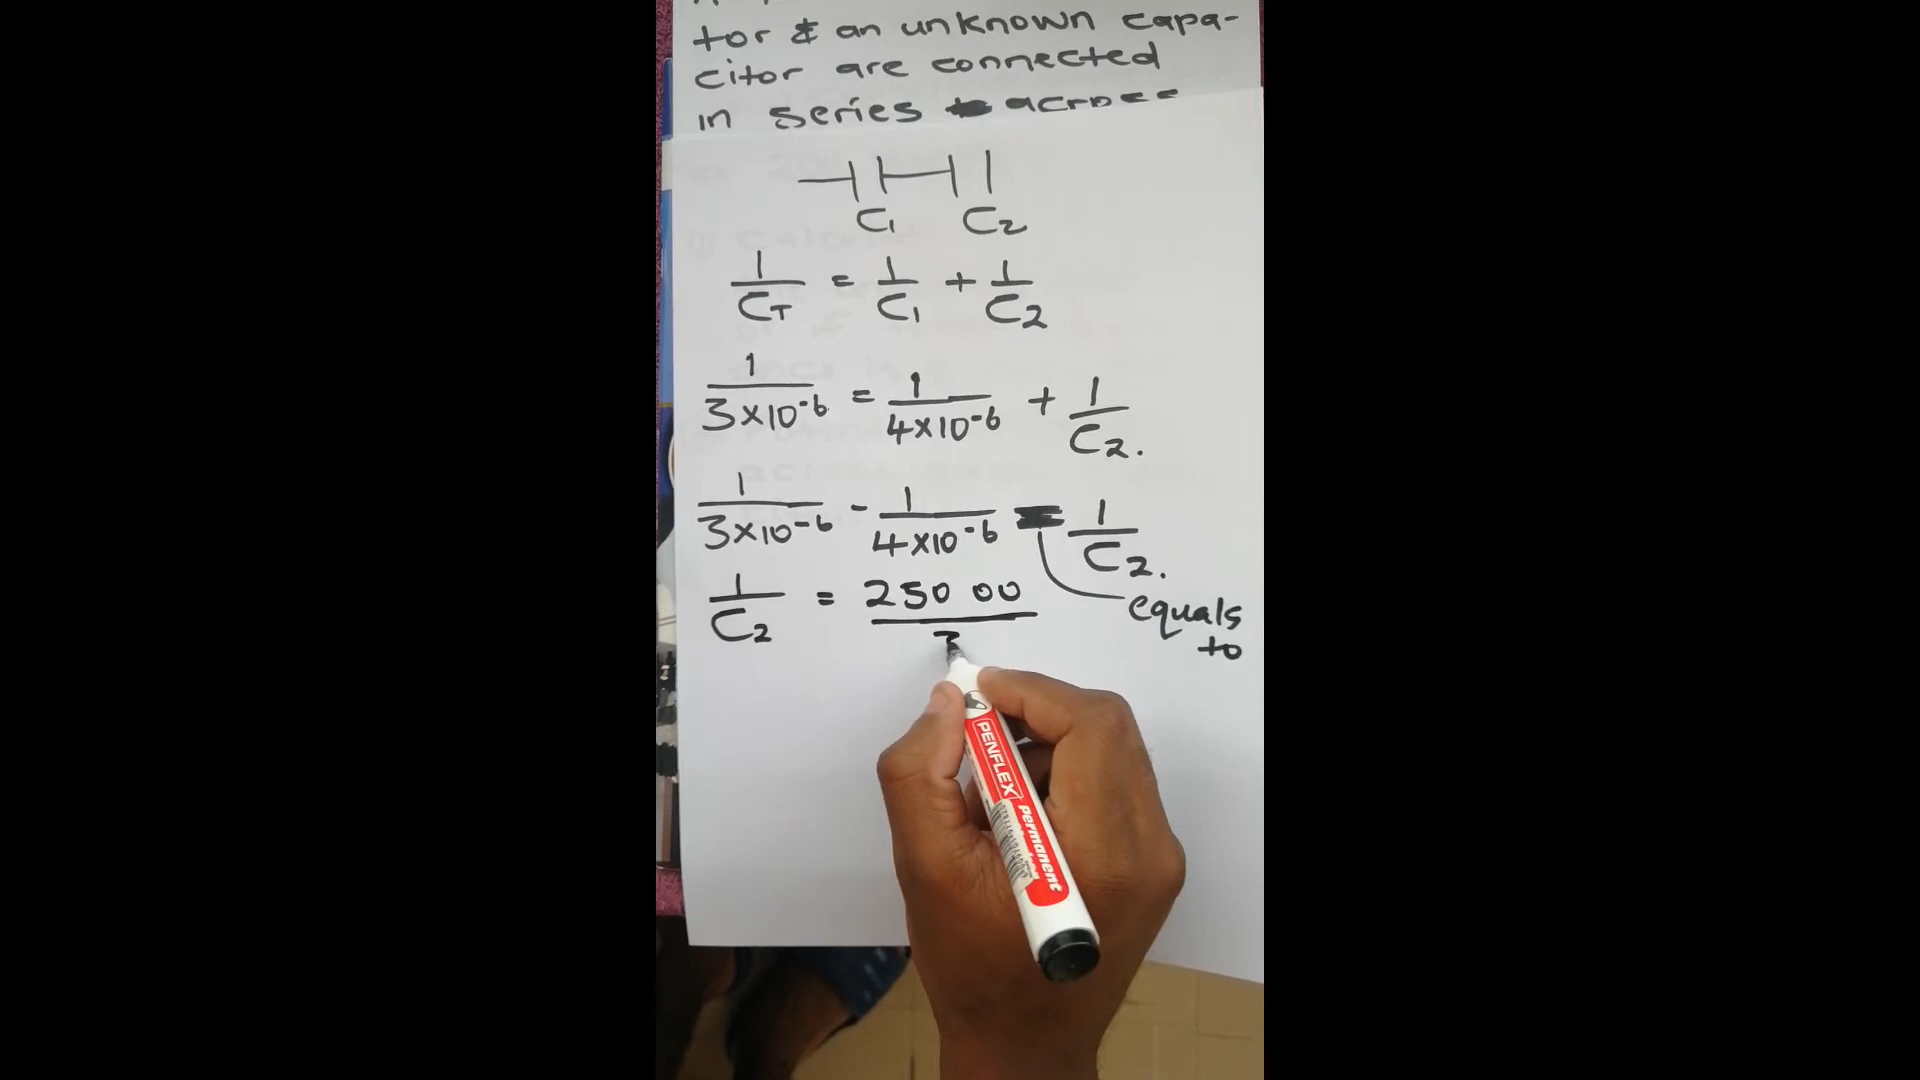 tor & an unknown capa-
citor are connected
in series across
C1 C2
1/CT = 1/C1 + 1/C2
1/3×10^-6 = 1/4×10^-6 + 1/C2.
1/3×10^-6 - 1/4×10^-6 = 1/C2.
1/C2 = 250 00/3
equals
to
PENFLEX Permanent